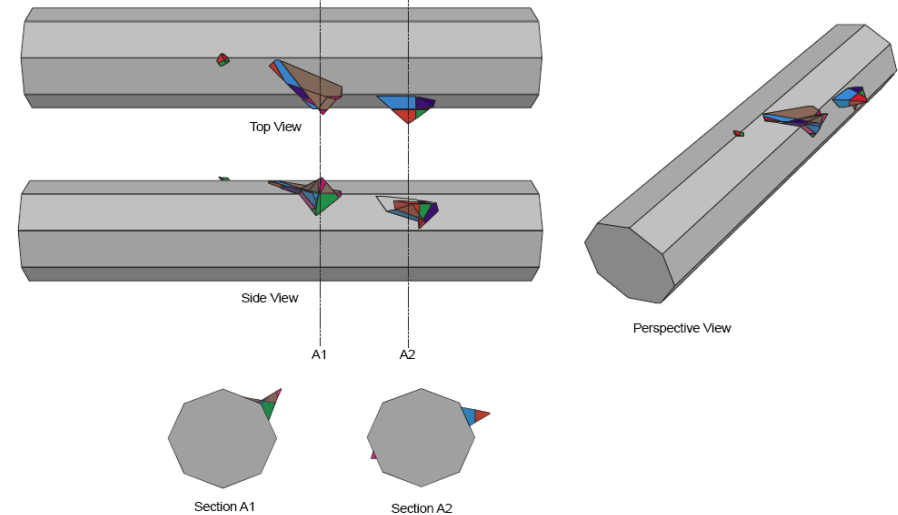 Top View
Side View
A1
A2
Perspective View
Section A1
Section A2